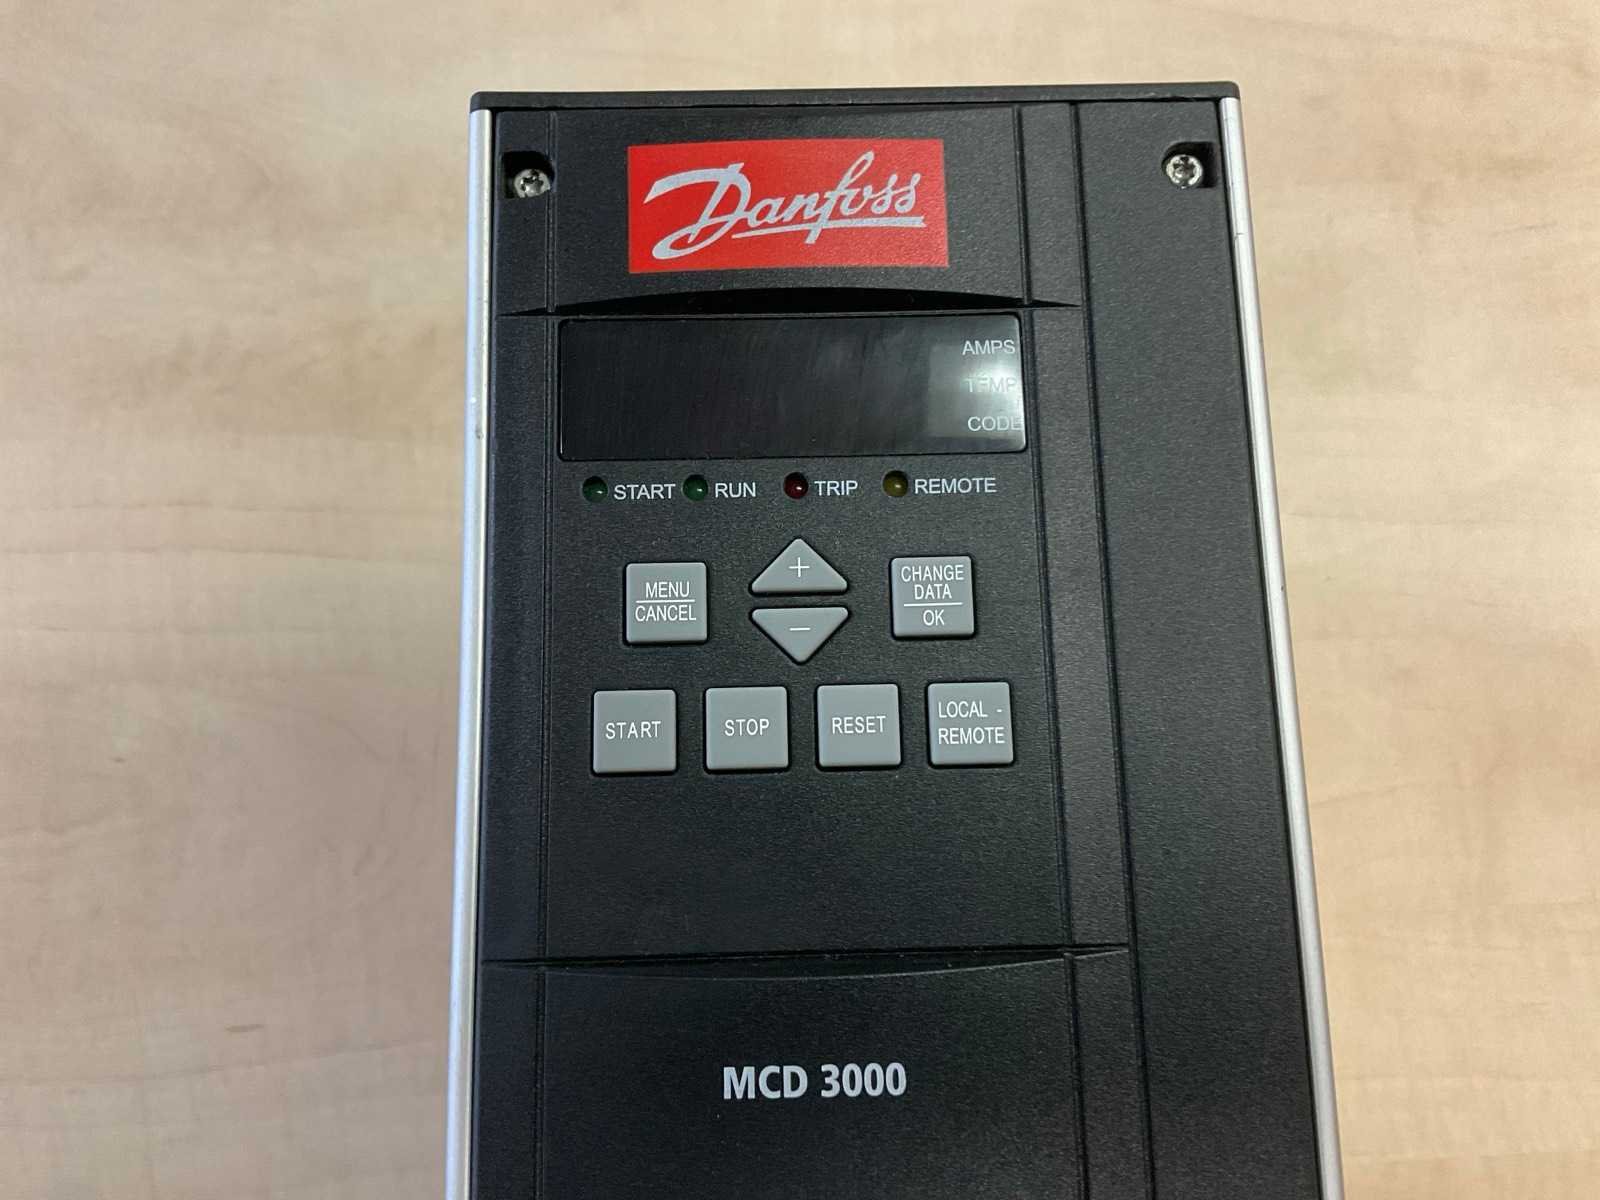 Danfoss
AMPS
TEMP
CODE
START RUN TRIP REMOTE
+
MENU
CANCEL
CHANGE
DATA
OK
−
START
STOP
RESET
LOCAL -
REMOTE
MCD 3000